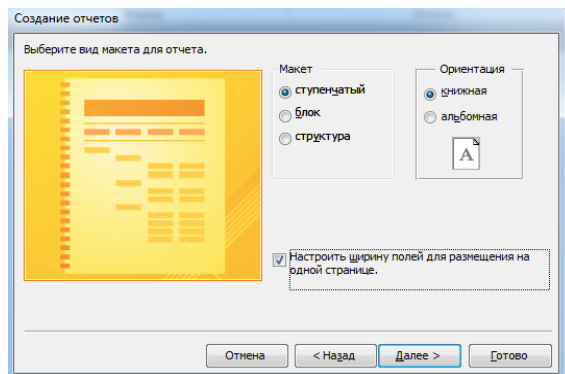 Создание отчетов
Выберите вид макета для отчета.
Макет
ступенчатый
блок
структура
Ориентация
книжная
альбомная
A
Настроить ширину полей для размещения на
одной странице.
Отмена
< Назад
Далее >
Готово